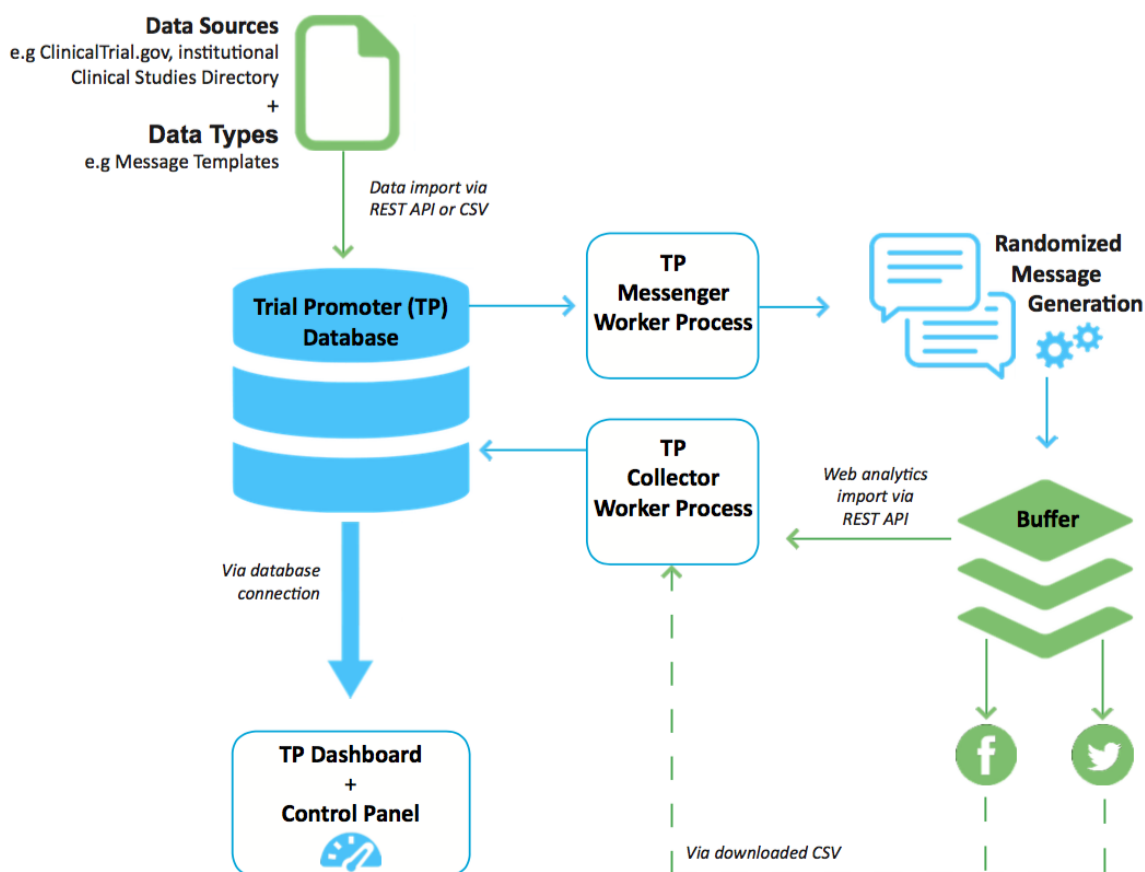 Data Sources
e.g ClinicalTrial.gov, institutional
Clinical Studies Directory
+
Data Types
e.g Message Templates
Data import via
REST API or CSV
Trial Promoter (TP)
Database
TP
Messenger
Worker Process
Randomized
Message
Generation
TP
Collector
Worker Process
Web analytics
import via
REST API
Buffer
Via database
connection
TP Dashboard
+
Control Panel
Via downloaded CSV